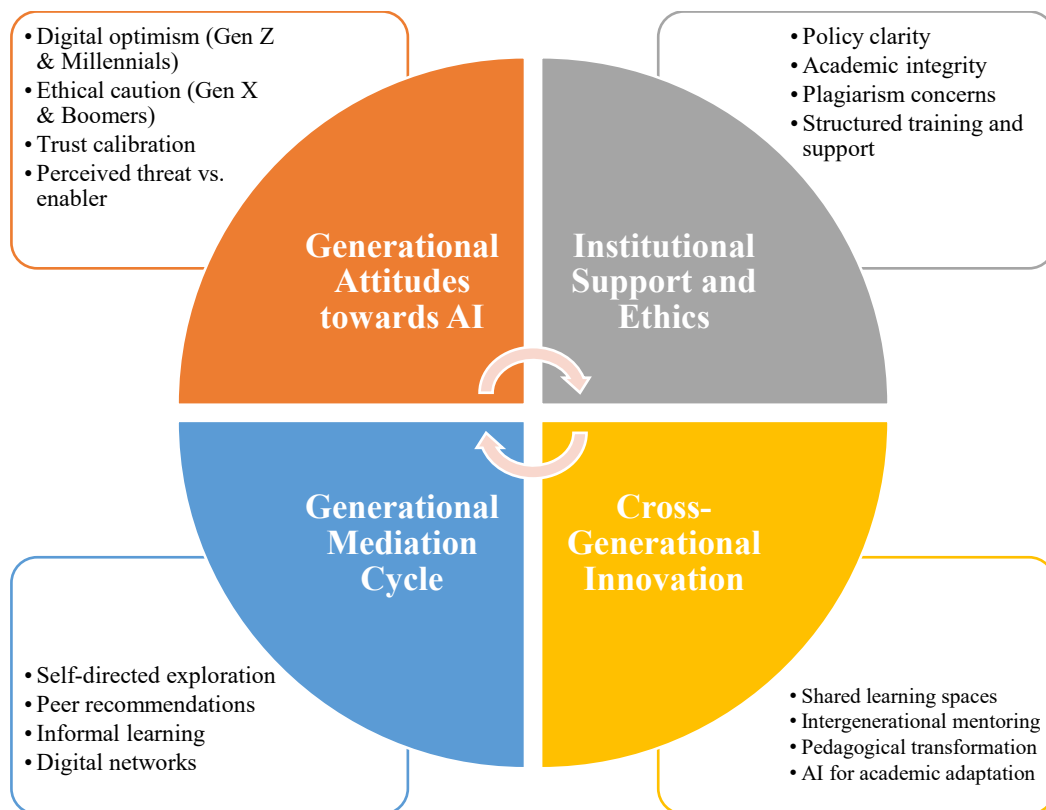 • Digital optimism (Gen Z
& Millennials)
• Ethical caution (Gen X
& Boomers)
• Trust calibration
• Perceived threat vs.
enabler
• Policy clarity
• Academic integrity
• Plagiarism concerns
• Structured training and
support
Generational
Attitudes
towards AI
Institutional
Support and
Ethics
Generational
Mediation
Cycle
Cross-
Generational
Innovation
• Self-directed exploration
• Peer recommendations
• Informal learning
• Digital networks
• Shared learning spaces
• Intergenerational mentoring
• Pedagogical transformation
• AI for academic adaptation